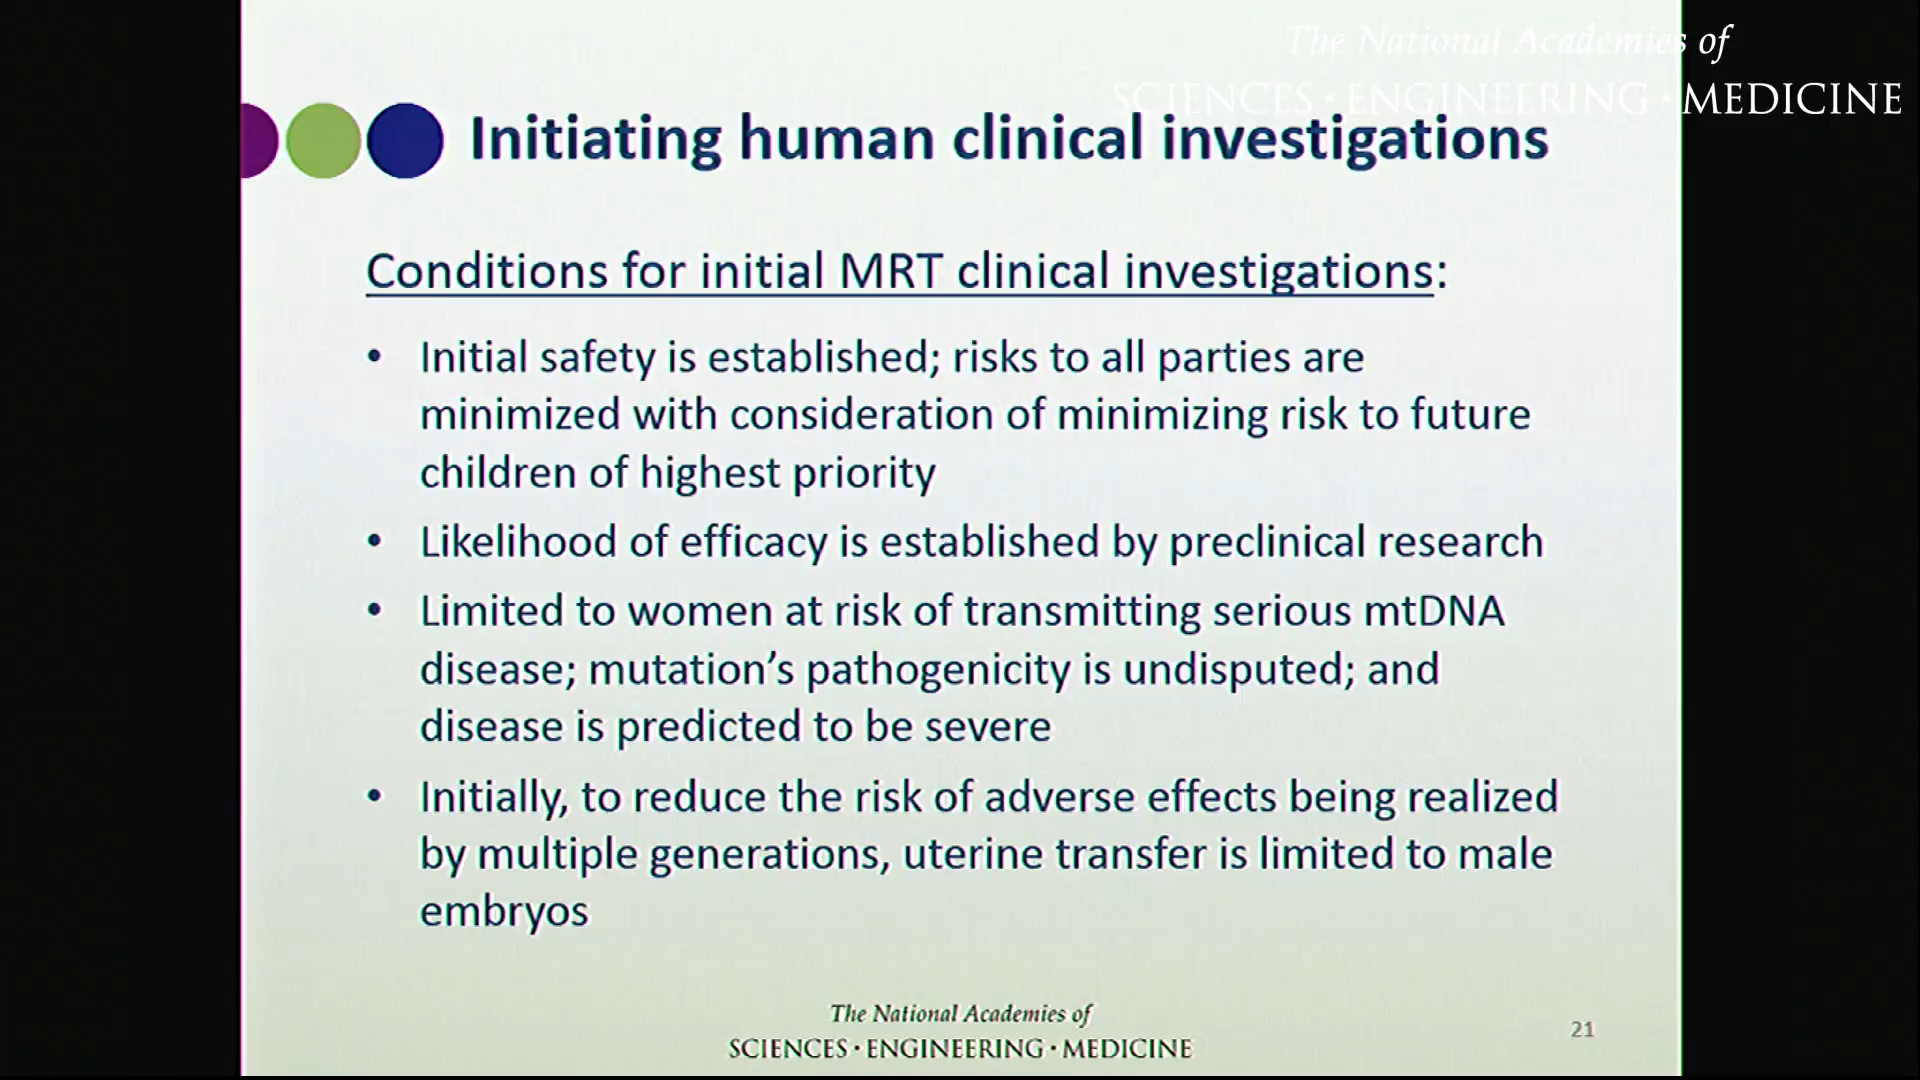 The National Academies of
SCIENCES · ENGINEERING · MEDICINE
Initiating human clinical investigations
Conditions for initial MRT clinical investigations:
• Initial safety is established; risks to all parties are
minimized with consideration of minimizing risk to future
children of highest priority
• Likelihood of efficacy is established by preclinical research
• Limited to women at risk of transmitting serious mtDNA
disease; mutation’s pathogenicity is undisputed; and
disease is predicted to be severe
• Initially, to reduce the risk of adverse effects being realized
by multiple generations, uterine transfer is limited to male
embryos
The National Academies of
SCIENCES · ENGINEERING · MEDICINE
21